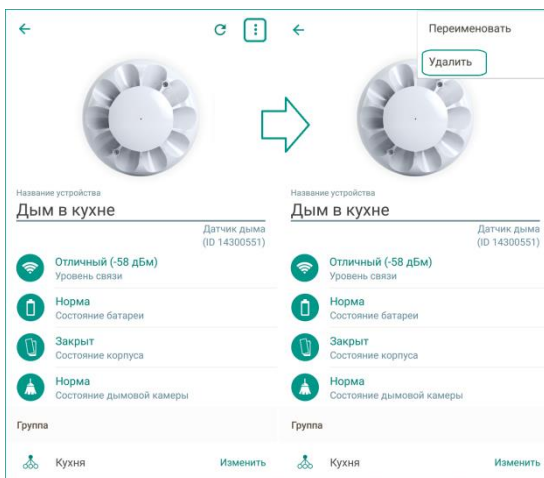 Название устройства
Дым в кухне
Датчик дыма
(ID 14300551)
Отличный (-58 дБм)
Уровень связи
Норма
Состояние батареи
Закрыт
Состояние корпуса
Норма
Состояние дымовой камеры
Группа
Кухня Изменить
Переименовать
Удалить
Название устройства
Дым в кухне
Датчик дыма
(ID 14300551)
Отличный (-58 дБм)
Уровень связи
Норма
Состояние батареи
Закрыт
Состояние корпуса
Норма
Состояние дымовой камеры
Группа
Кухня Изменить